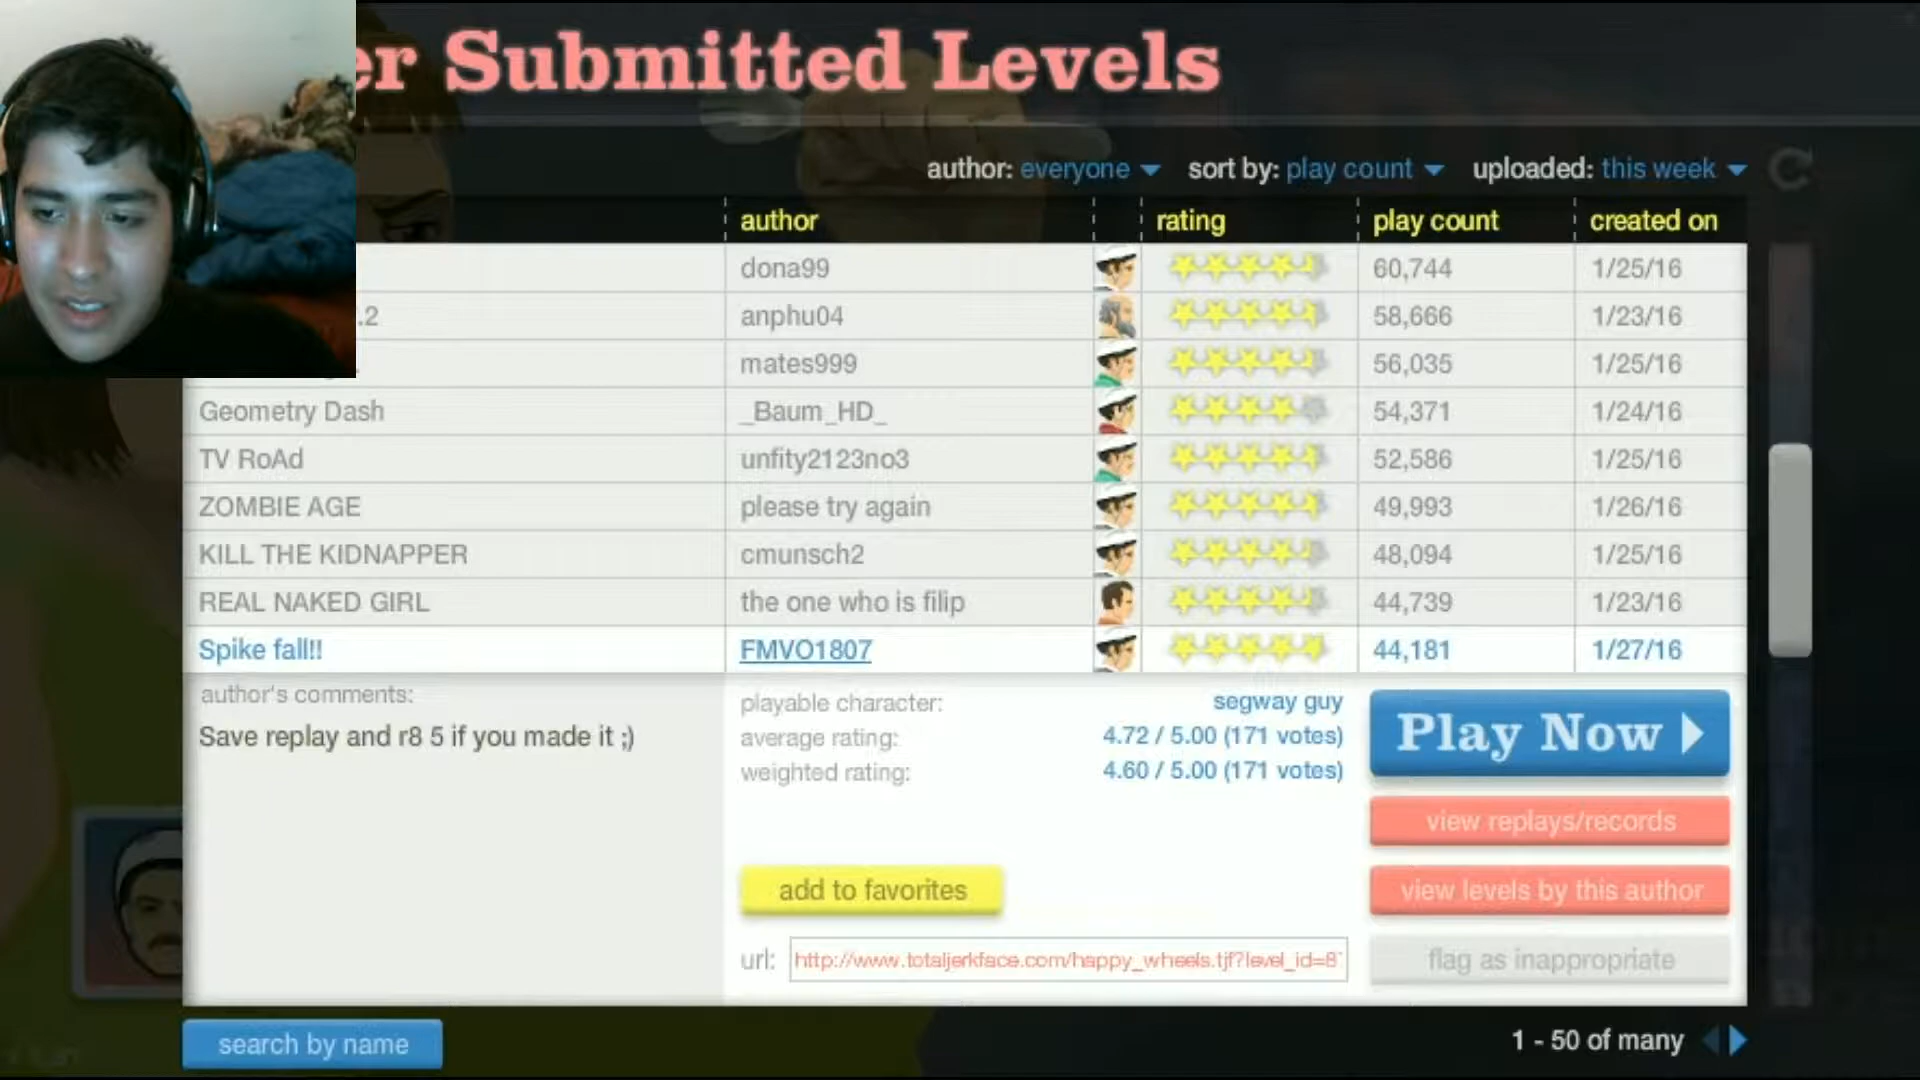 er Submitted Levels
author: everyone sort by: play count uploaded: this week
author rating play count created on
dona99 60,744 1/25/16
.2 anphu04 58,666 1/23/16
mates999 56,035 1/25/16
Geometry Dash _Baum_HD_ 54,371 1/24/16
TV RoAd unfity2123no3 52,586 1/25/16
ZOMBIE AGE please try again 49,993 1/26/16
KILL THE KIDNAPPER cmunsch2 48,094 1/25/16
REAL NAKED GIRL the one who is filip 44,739 1/23/16
Spike fall!! FMVO1807 44,181 1/27/16
author's comments:
Save replay and r8 5 if you made it ;)
playable character: segway guy
average rating: 4.72 / 5.00 (171 votes)
weighted rating: 4.60 / 5.00 (171 votes)
Play Now
view replays/records
add to favorites
view levels by this author
url: http://www.totaljerkface.com/happy_wheels.tjf?level_id=8
flag as inappropriate
search by name
1 - 50 of many